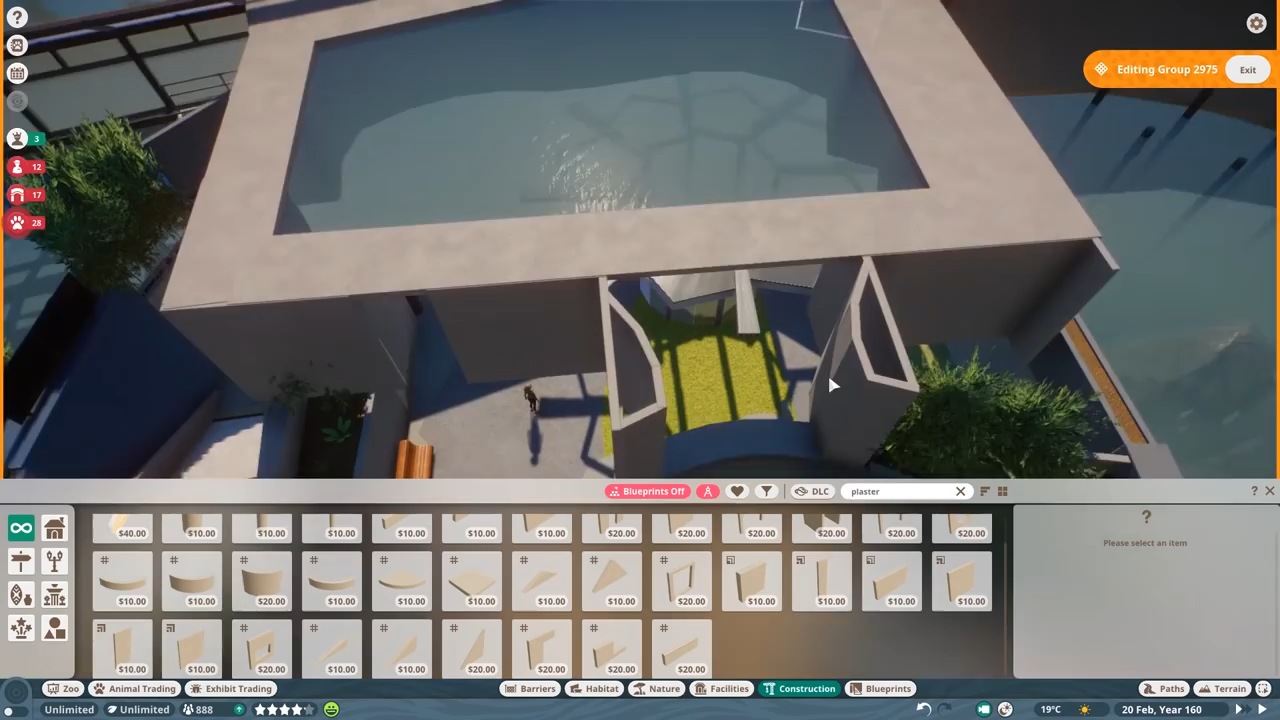 ?
Editing Group 2975
Exit
3
12
17
28
Blueprints Off
DLC
plaster
?
$40.00 $10.00 $10.00 $10.00 $10.00 $10.00 $10.00 $20.00 $20.00 $20.00 $20.00 $20.00 $20.00
$10.00 $10.00 $20.00 $10.00 $10.00 $10.00 $10.00 $10.00 $20.00 $10.00 $10.00 $10.00 $10.00
$10.00 $10.00 $20.00 $10.00 $10.00 $10.00 $20.00 $20.00 $20.00
?
Please select an item
Zoo
Animal Trading
Exhibit Trading
Barriers
Habitat
Nature
Facilities
Construction
Blueprints
Paths
Terrain
Unlimited
Unlimited
888
19°C
20 Feb, Year 160